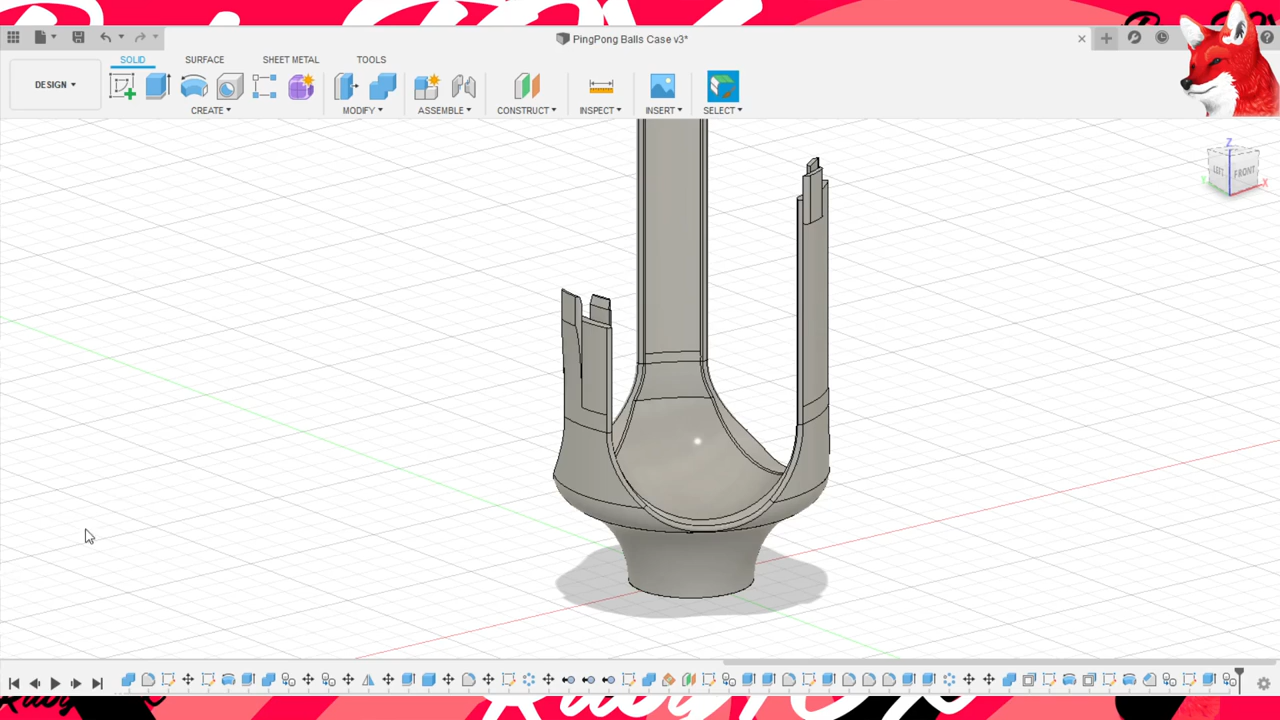 PingPong Balls Case v3*
SOLID SURFACE SHEET METAL TOOLS
DESIGN
CREATE MODIFY ASSEMBLE CONSTRUCT INSPECT INSERT SELECT
Z
LEFT FRONT
Y X